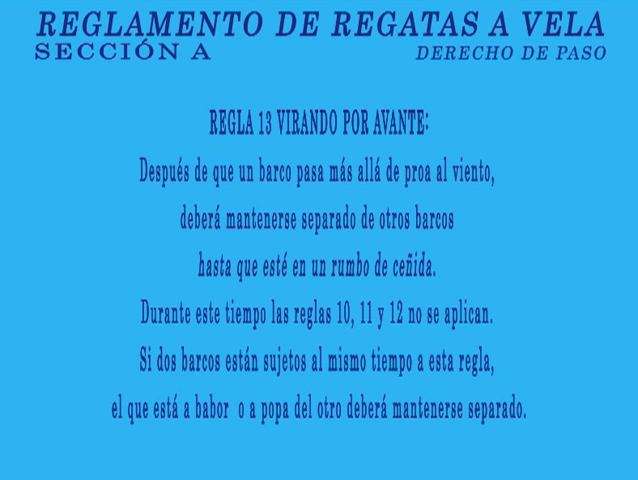 REGLAMENTO DE REGATAS A VELA
SECCIÓN A DERECHO DE PASO
REGLA 13 VIRANDO POR AVANTE:
Después de que un barco pasa más allá de proa al viento,
deberá mantenerse separado de otros barcos
hasta que esté en un rumbo de ceñida.
Durante este tiempo las reglas 10, 11 y 12 no se aplican.
Si dos barcos están sujetos al mismo tiempo a esta regla,
el que está a babor o a popa del otro deberá mantenerse separado.